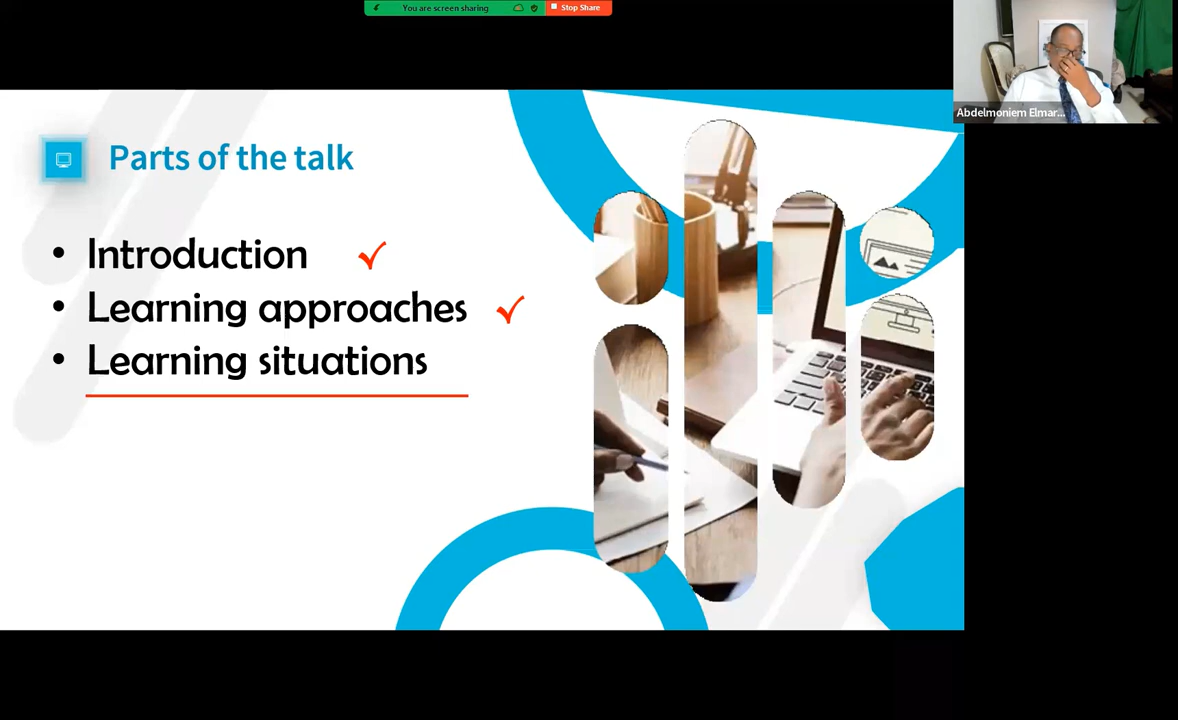 You are screen sharing
Stop Share
Abdelmoniem Elmar...
Parts of the talk
• Introduction ✓
• Learning approaches ✓
• Learning situations